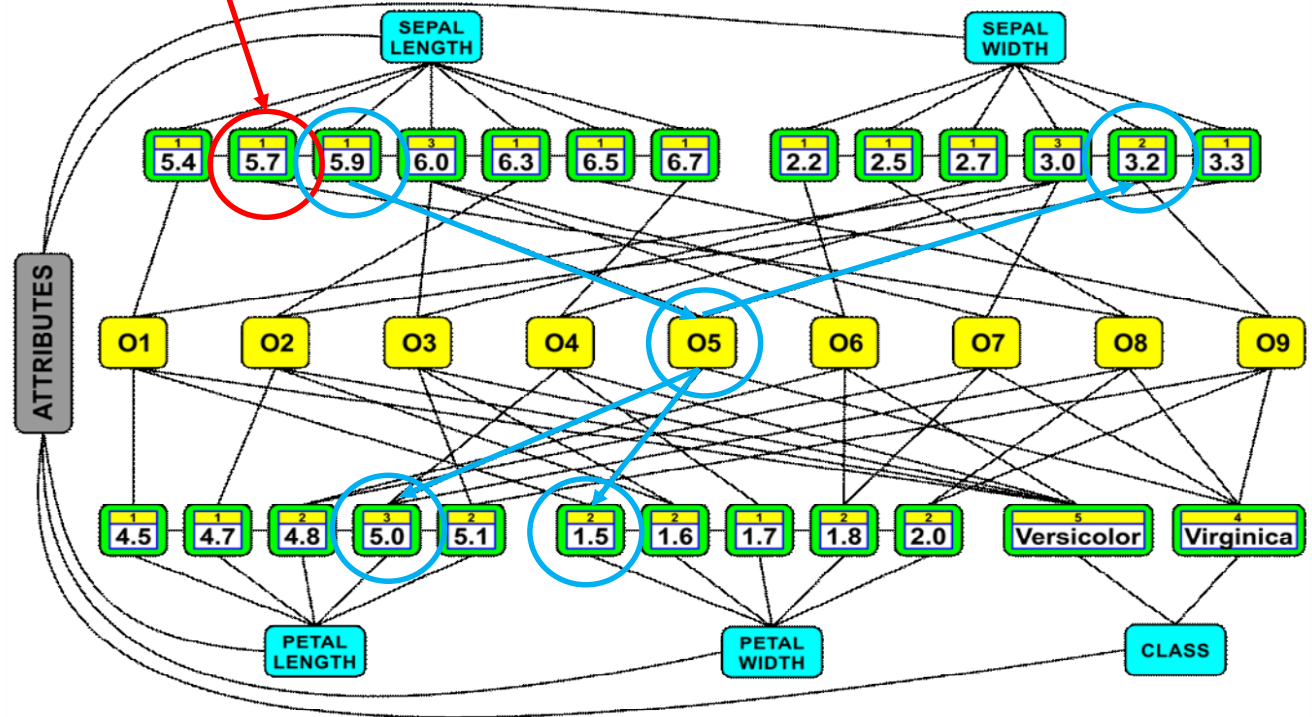 SEPAL
LENGTH
SEPAL
WIDTH
1 1 1 3 1 1 1 1 1 1 3 2 1
5.4 5.7 5.9 6.0 6.3 6.5 6.7 2.2 2.5 2.7 3.0 3.2 3.3
ATTRIBUTES
O1 O2 O3 O4 O5 O6 O7 O8 O9
1 1 2 3 2 2 2 1 2 2 5 4
4.5 4.7 4.8 5.0 5.1 1.5 1.6 1.7 1.8 2.0 Versicolor Virginica
PETAL
LENGTH
PETAL
WIDTH
CLASS